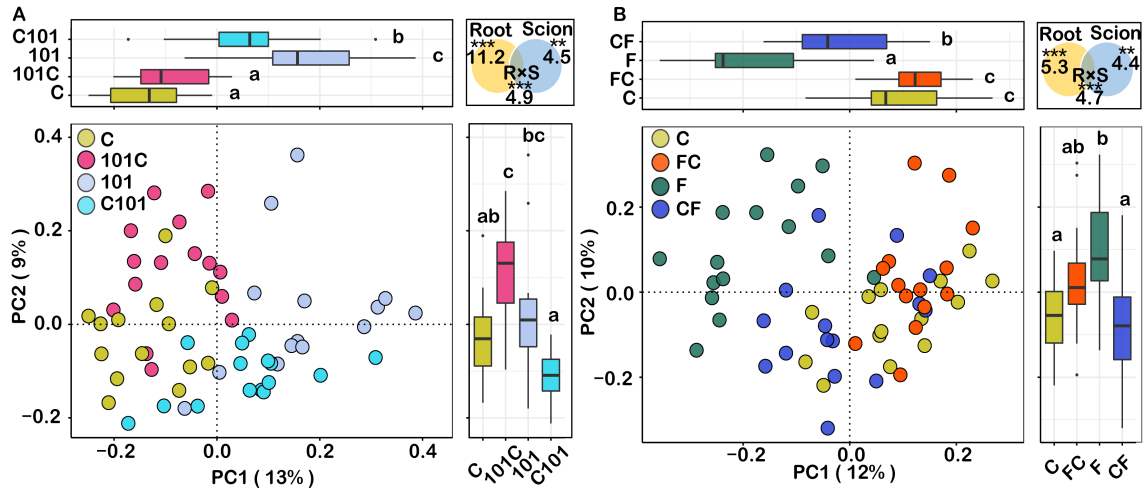 A
C101
101
101C
C
b
c
a
a
Root Scion
*** **
11.2 4.5
R×S
***
4.9
0.4
0.2
0.0
−0.2
PC2 ( 9% )
C
101C
101
C101
−0.2 0.0 0.2 0.4
PC1 ( 13% )
bc
c
ab
a
C 101C 101 C101
B
CF
F
FC
C
b
a
c
c
Root Scion
*** **
5.3 4.4
R×S
***
4.7
0.2
0.0
−0.2
PC2 ( 10% )
C
FC
F
CF
−0.2 0.0 0.2
PC1 ( 12% )
ab b
a
a
C FC F CF